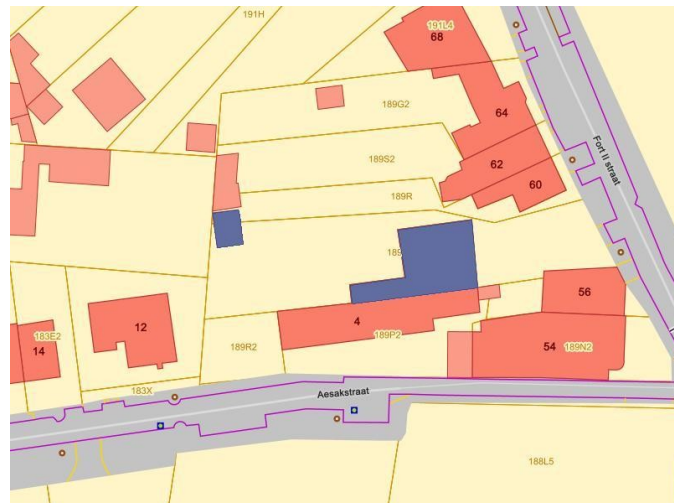 191H
191L4
68
189G2
64
Fort II straat
189S2
62
60
189R
189
56
4
12
183E2
14
189P2
189R2
54
189N2
183X
Aesakstraat
188L5